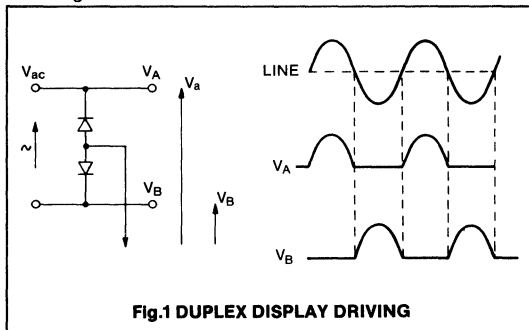 Vac
VA
Va
~
VB
VB
LINE
VA
VB
Fig.1 DUPLEX DISPLAY DRIVING